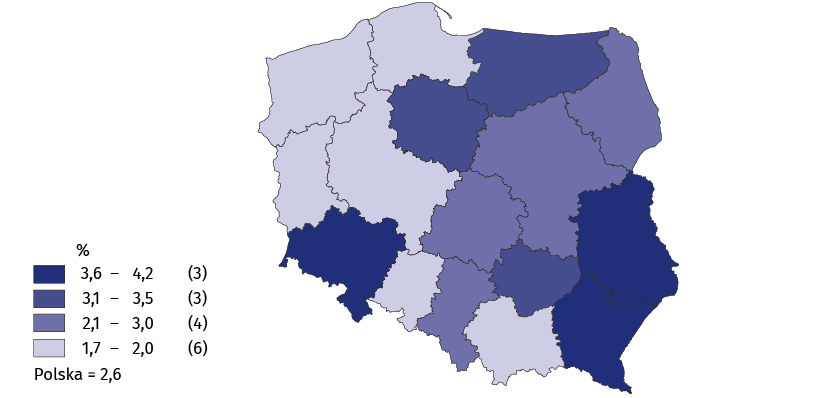 %
3,6 – 4,2 (3)
3,1 – 3,5 (3)
2,1 – 3,0 (4)
1,7 – 2,0 (6)
Polska = 2,6